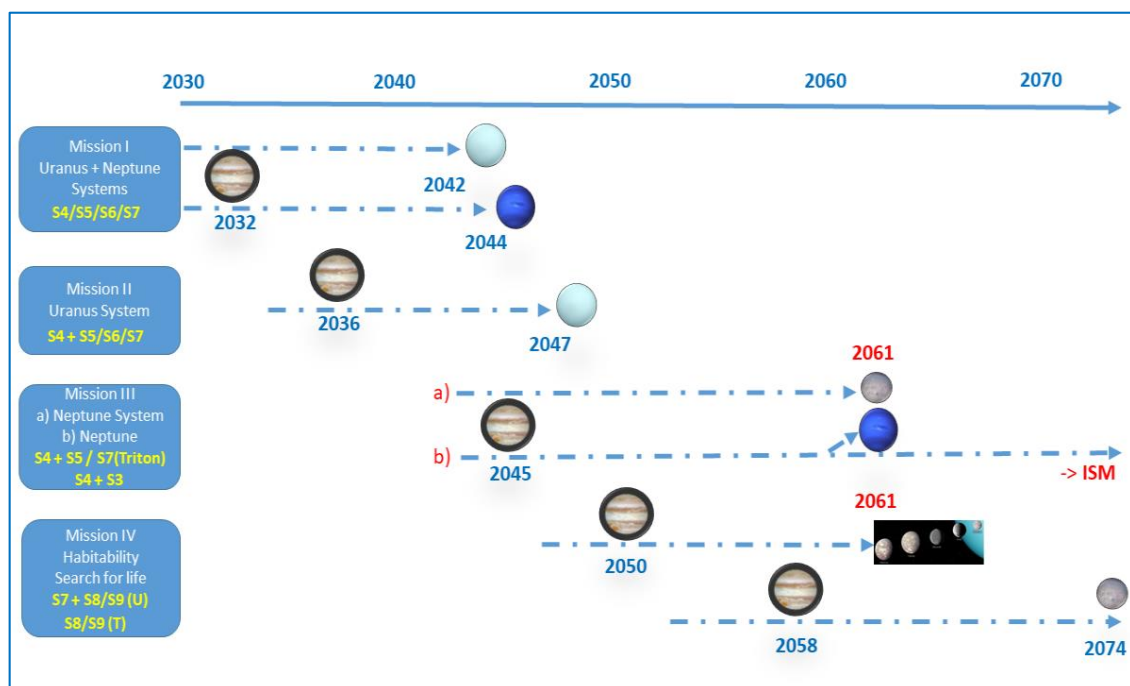 2030 2040 2050 2060 2070
Mission I
Uranus + Neptune
Systems
S4/S5/S6/S7
2042
2032
2044
Mission II
Uranus System
S4 + S5/S6/S7
2036
2047
Mission III
a) Neptune System
b) Neptune
S4 + S5 / S7(Triton)
S4 + S3
2061
a)
b)
2045
-> ISM
2061
Mission IV
Habitability
Search for life
S7 + S8/S9 (U)
S8/S9 (T)
2050
2058
2074